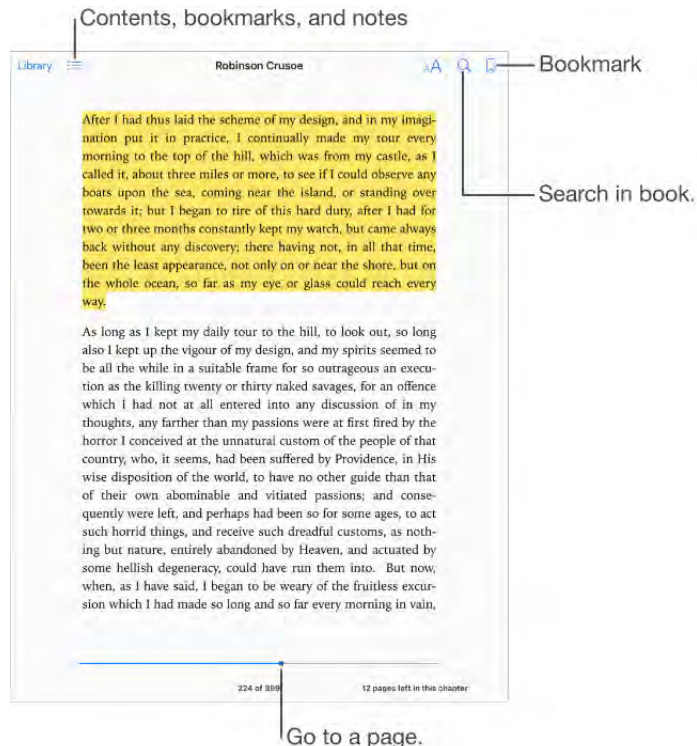 Contents, bookmarks, and notes
Library
Robinson Crusoe
AA
Bookmark
After I had thus laid the scheme of my design, and in my imagi-
nation put it in practice, I continually made my tour every
morning to the top of the hill, which was from my castle, as I
called it, about three miles or more, to see if I could observe any
boats upon the sea, coming near the island, or standing over
towards it; but I began to tire of this hard duty, after I had for
two or three months constantly kept my watch, but came always
back without any discovery; there having not, in all that time,
been the least appearance, not only on or near the shore, but on
the whole ocean, so far as my eye or glass could reach every
way.
Search in book.
As long as I kept my daily tour to the hill, to look out, so long
also I kept up the vigour of my design, and my spirits seemed to
be all the while in a suitable frame for so outrageous an execu-
tion as the killing twenty or thirty naked savages, for an offence
which I had not at all entered into any discussion of in my
thoughts, any farther than my passions were at first fired by the
horror I conceived at the unnatural custom of the people of that
country, who, it seems, had been suffered by Providence, in His
wise disposition of the world, to have no other guide than that
of their own abominable and vitiated passions; and conse-
quently were left, and perhaps had been so for some ages, to act
such horrid things, and receive such dreadful customs, as noth-
ing but nature, entirely abandoned by Heaven, and actuated by
some hellish degeneracy, could have run them into. But now,
when, as I have said, I began to be weary of the fruitless excur-
sion which I had made so long and so far every morning in vain,
224 of 399
12 pages left in this chapter
Go to a page.